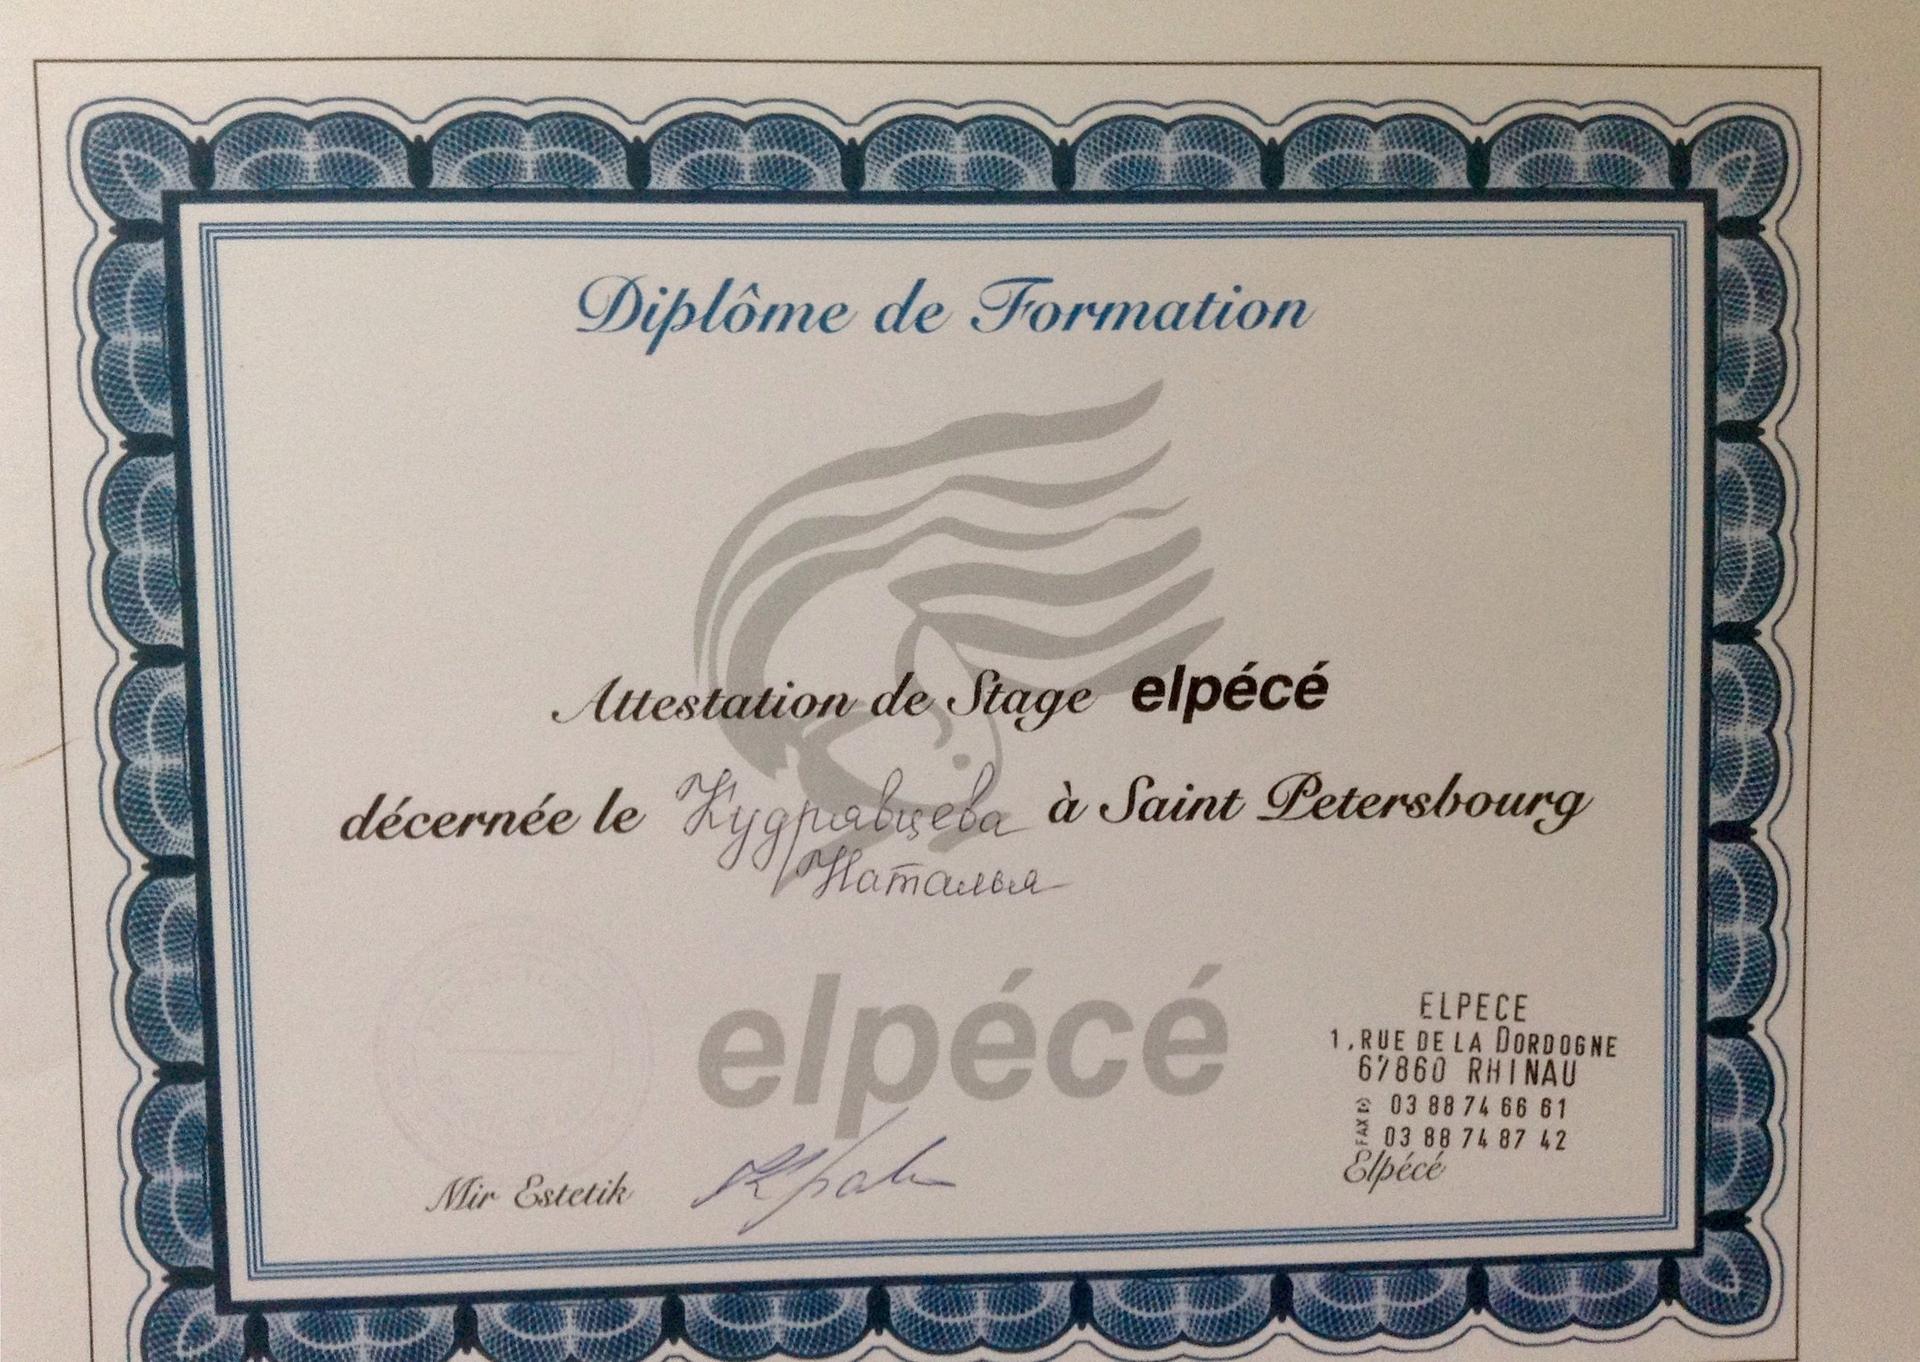 Diplôme de Formation
Attestation de Stage elpécé
décernée le Кудрявцева à Saint Petersbourg
Наталья
elpécé
ELPECE
1, RUE DE LA DORDOGNE
67860 RHINAU
03 88 74 66 61
FAX 03 88 74 87 42
Elpécé
Mir Estetik